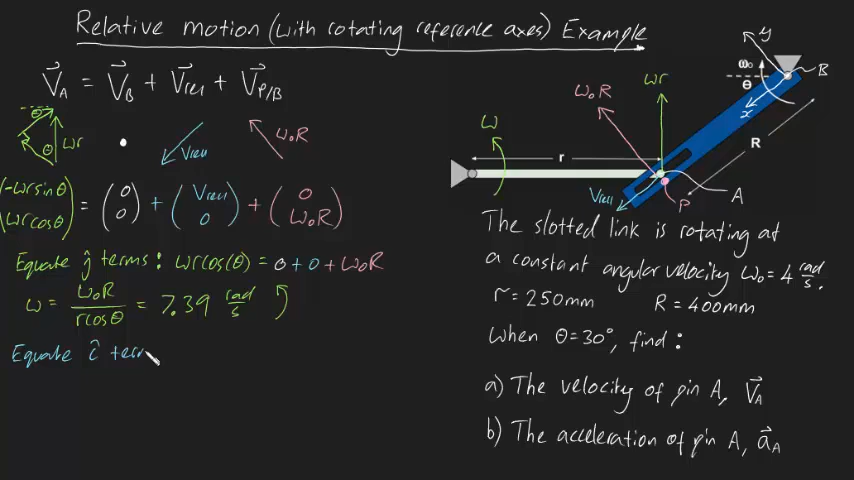 Relative motion (with rotating reference axes) Example
V⃗A = V⃗B + V⃗rel + V⃗P/B
θ
θ
ωr
Vrel
ω₀R
(-ωr sinθ
ωr cosθ) = (0
0) + (Vrel
0) + (0
ω₀R)
Equate ĵ terms: ωr cos(θ) = 0 + 0 + ω₀R
ω = ω₀R / r cosθ = 7.39 rad/s
Equate î term
y
B
ω₀
θ
x
R
ω₀R
ωr
ω
r
Vrel
P
A
The slotted link is rotating at
a constant angular velocity ω₀ = 4 rad/s.
r = 250mm R = 400mm
When θ=30°, find:
a) The velocity of pin A, V⃗A
b) The acceleration of pin A, a⃗A